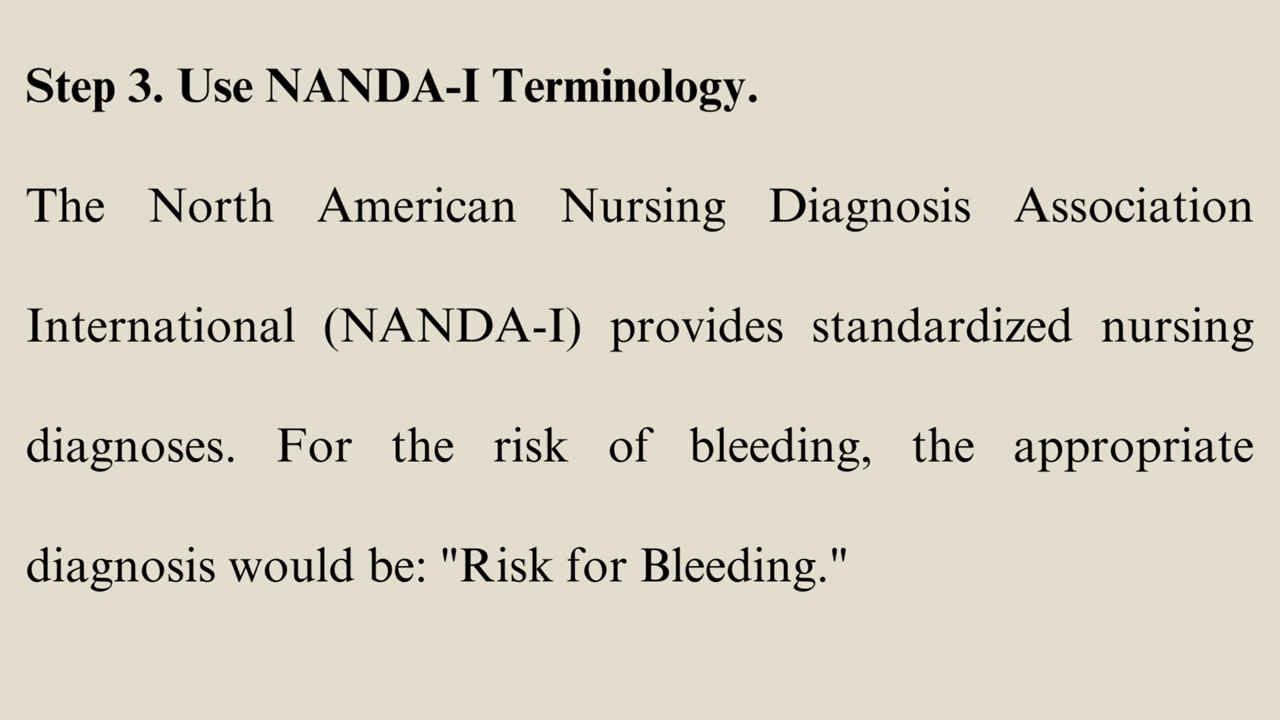 Step 3. Use NANDA-I Terminology.
The North American Nursing Diagnosis Association
International (NANDA-I) provides standardized nursing
diagnoses. For the risk of bleeding, the appropriate
diagnosis would be: "Risk for Bleeding."